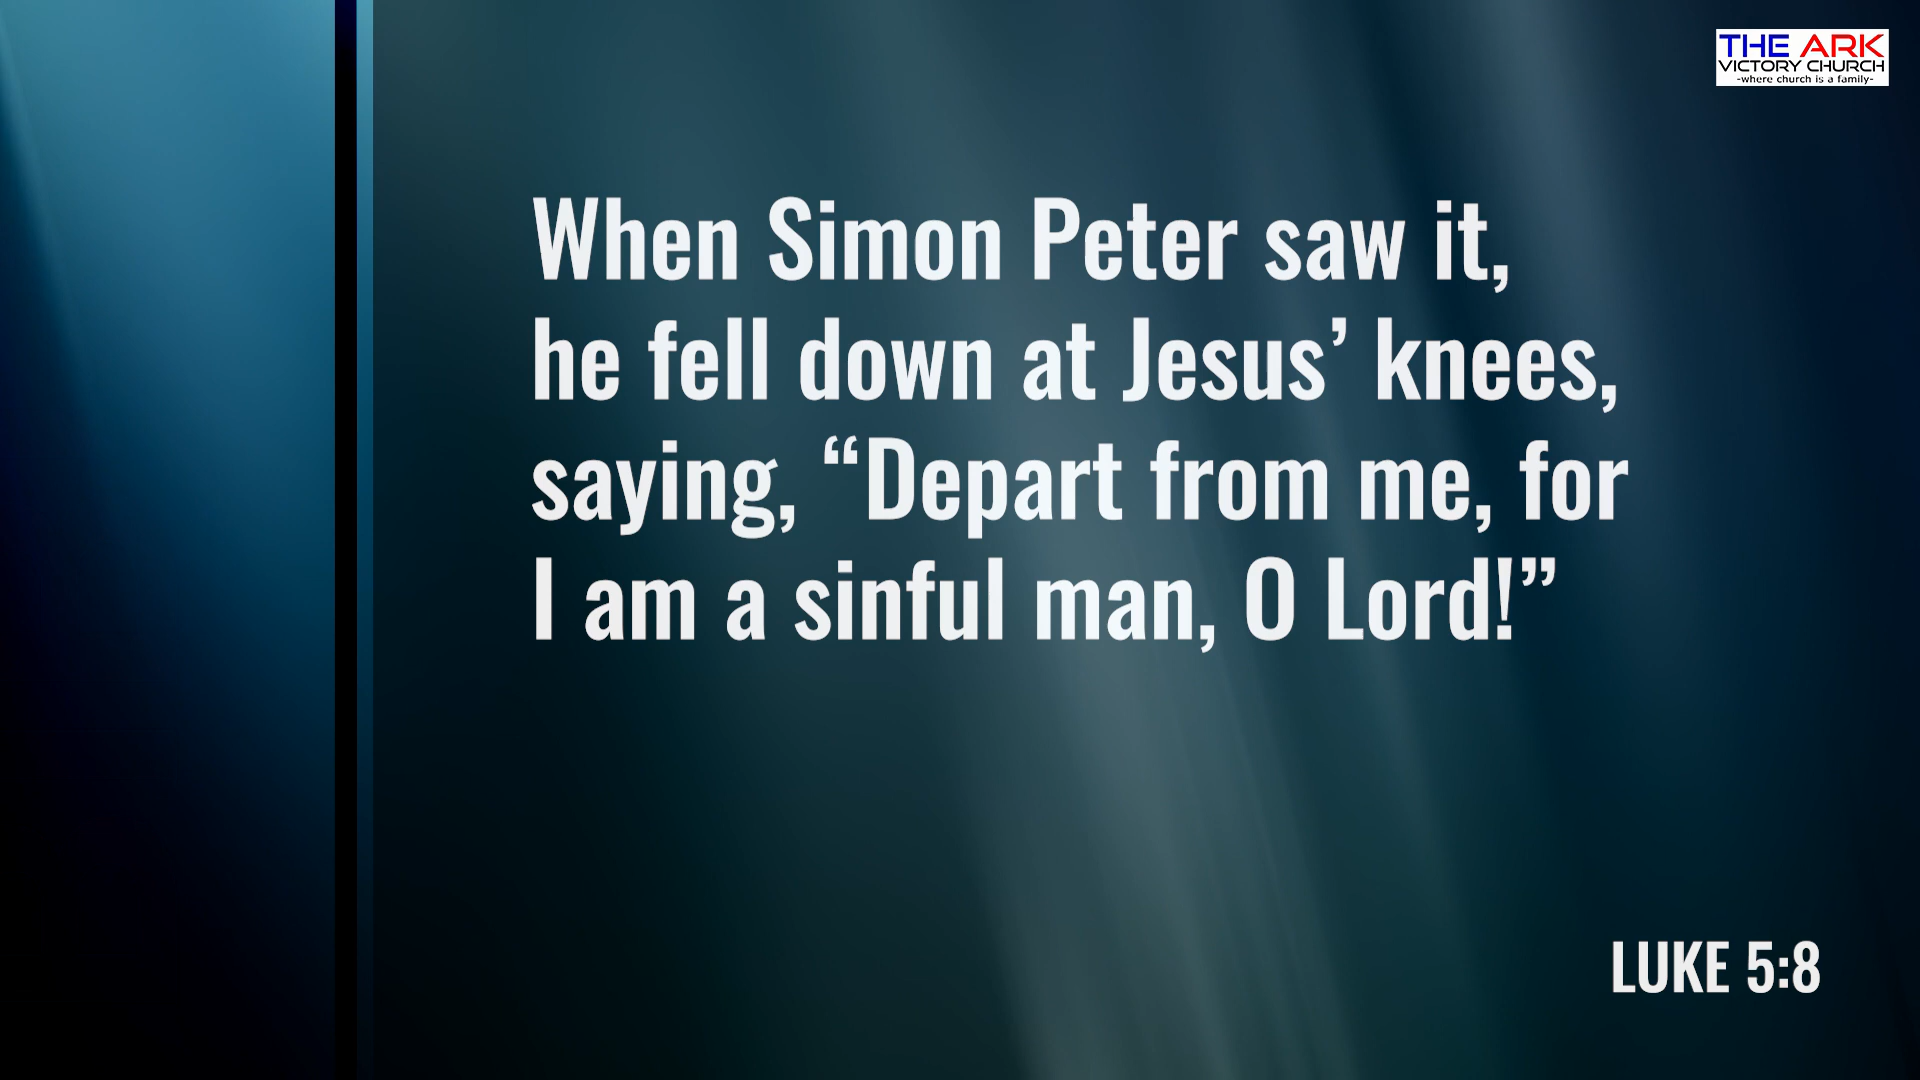 THE ARK
VICTORY CHURCH
-where church is a family-
When Simon Peter saw it,
he fell down at Jesus’ knees,
saying, “Depart from me, for
I am a sinful man, O Lord!”
LUKE 5:8